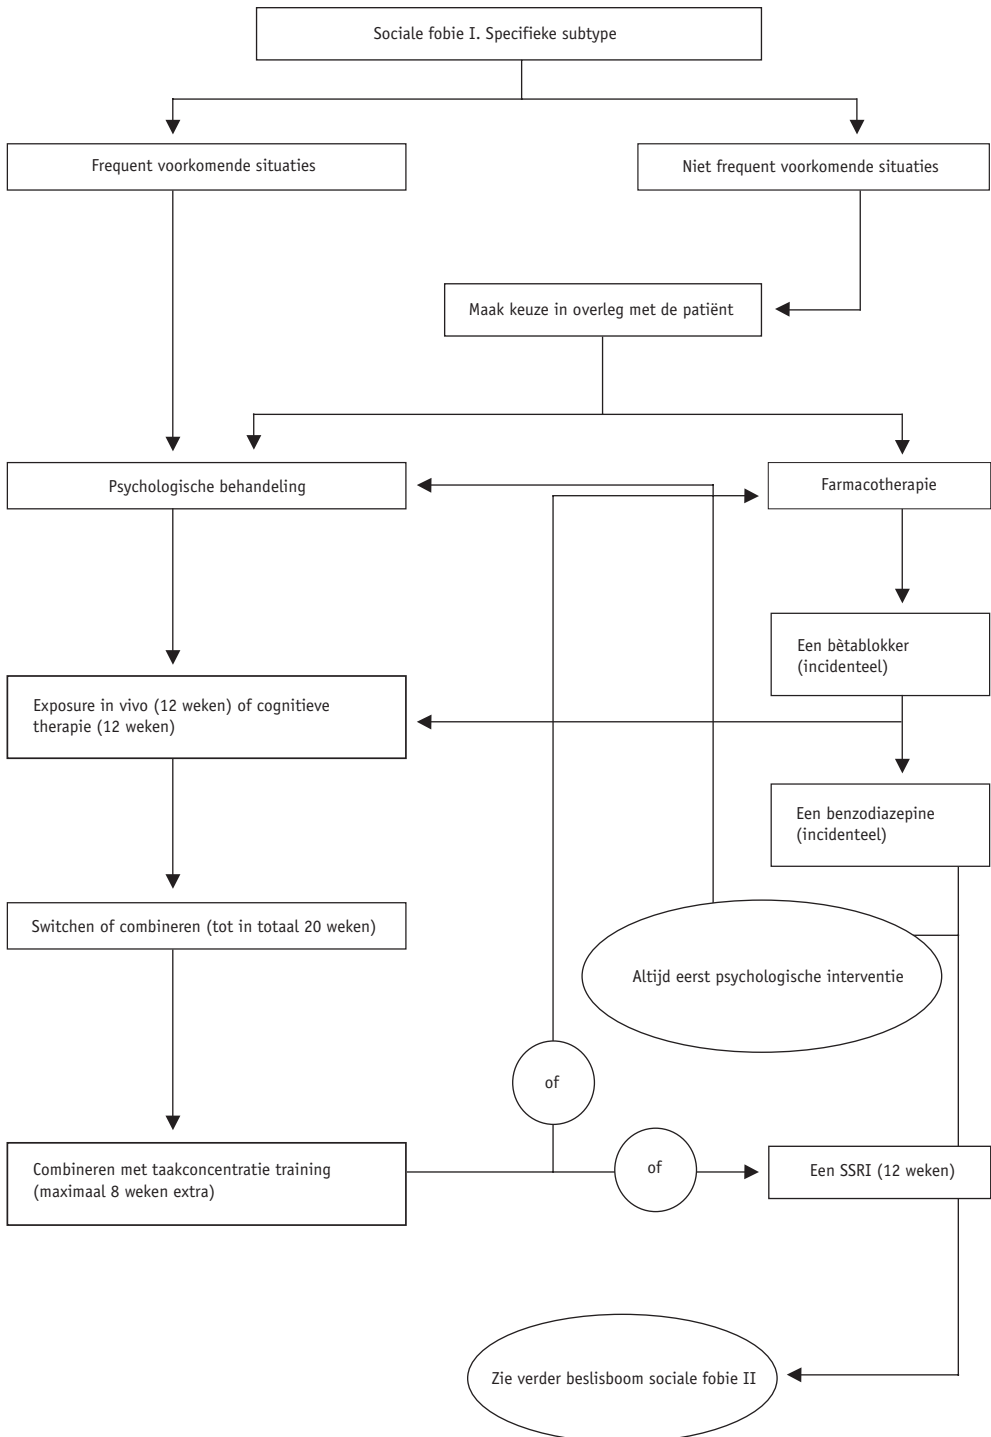 Sociale fobie I. Specifieke subtype
Frequent voorkomende situaties
Niet frequent voorkomende situaties
Maak keuze in overleg met de patiënt
Psychologische behandeling
Farmacotherapie
Een bètablokker
(incidenteel)
Exposure in vivo (12 weken) of cognitieve
therapie (12 weken)
Een benzodiazepine
(incidenteel)
Switchen of combineren (tot in totaal 20 weken)
Altijd eerst psychologische interventie
of
Combineren met taakconcentratie training
(maximaal 8 weken extra)
of
Een SSRI (12 weken)
Zie verder beslisboom sociale fobie II